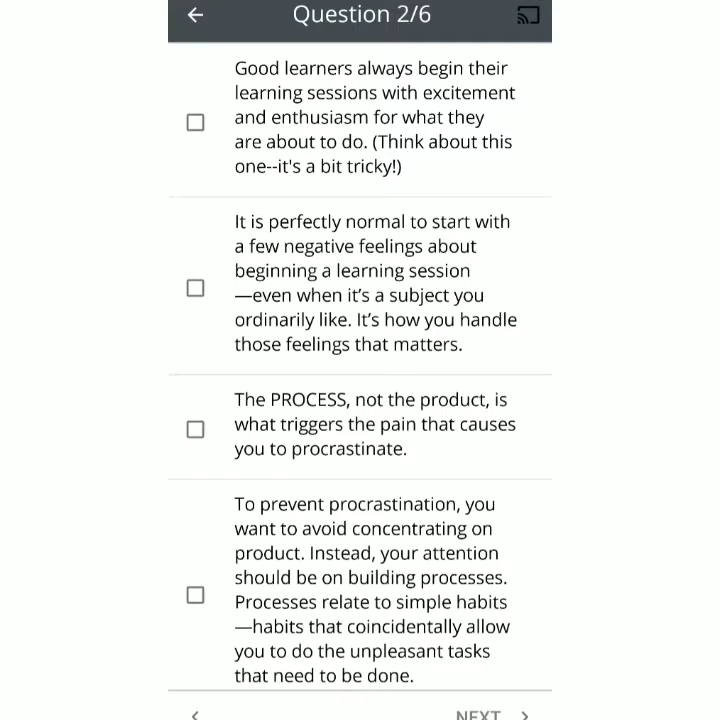 Question 2/6
Good learners always begin their
learning sessions with excitement
and enthusiasm for what they
are about to do. (Think about this
one--it's a bit tricky!)
It is perfectly normal to start with
a few negative feelings about
beginning a learning session
—even when it’s a subject you
ordinarily like. It’s how you handle
those feelings that matters.
The PROCESS, not the product, is
what triggers the pain that causes
you to procrastinate.
To prevent procrastination, you
want to avoid concentrating on
product. Instead, your attention
should be on building processes.
Processes relate to simple habits
—habits that coincidentally allow
you to do the unpleasant tasks
that need to be done.
NEXT